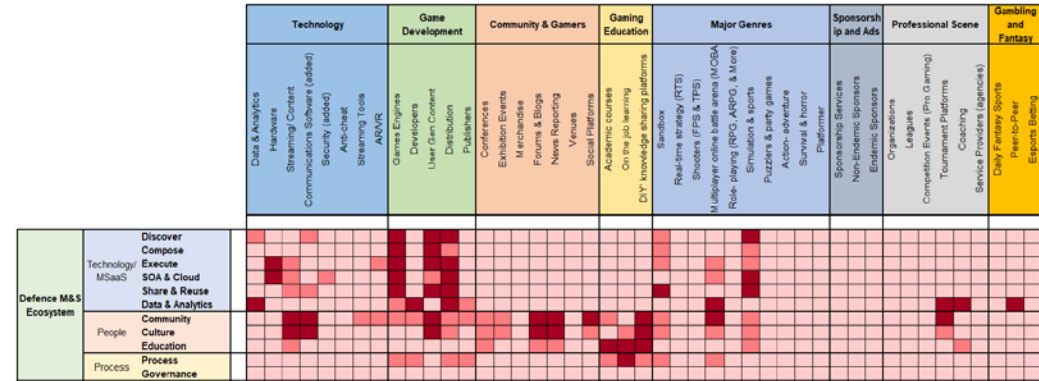 Technology
Game
Development
Community & Gamers
Gaming
Education
Major Genres
Sponsorsh
ip and Ads
Professional Scene
Gambling
and
Fantasy
Data & Analytics
Hardware
Streaming/ Content
Communications Software (added)
Security (added)
Anti-cheat
Streaming Tools
AR/VR
Games Engines
Developers
User Gen Content
Distribution
Publishers
Conferences
Exhibition Events
Merchandise
Forums & Blogs
News Reporting
Venues
Social Platforms
Academic courses
On the job learning
DIY' knowledge sharing platforms
Sandbox
Real-time strategy (RTS)
Shooters (FPS & TPS)
Multiplayer online battle arena (MOBA
Role- playing (RPG, ARPG, & More)
Simulation & sports
Puzzlers & party games
Action- adventure
Survival & horror
Platformer
Sponsorship Services
Non-Endemic Sponsors
Endemic Sponsors
Organizations
Leagues
Competition Events (Pro Gaming)
Tournament Platforms
Coaching
Service Providers (agencies)
Daily Fantasy Sports
Peer-to-Peer
Esports Betting
Defence M&S
Ecosystem
Technology/
MSaaS
Discover
Compose
Execute
SOA & Cloud
Share & Reuse
Data & Analytics
People
Community
Culture
Education
Process
Process
Governance